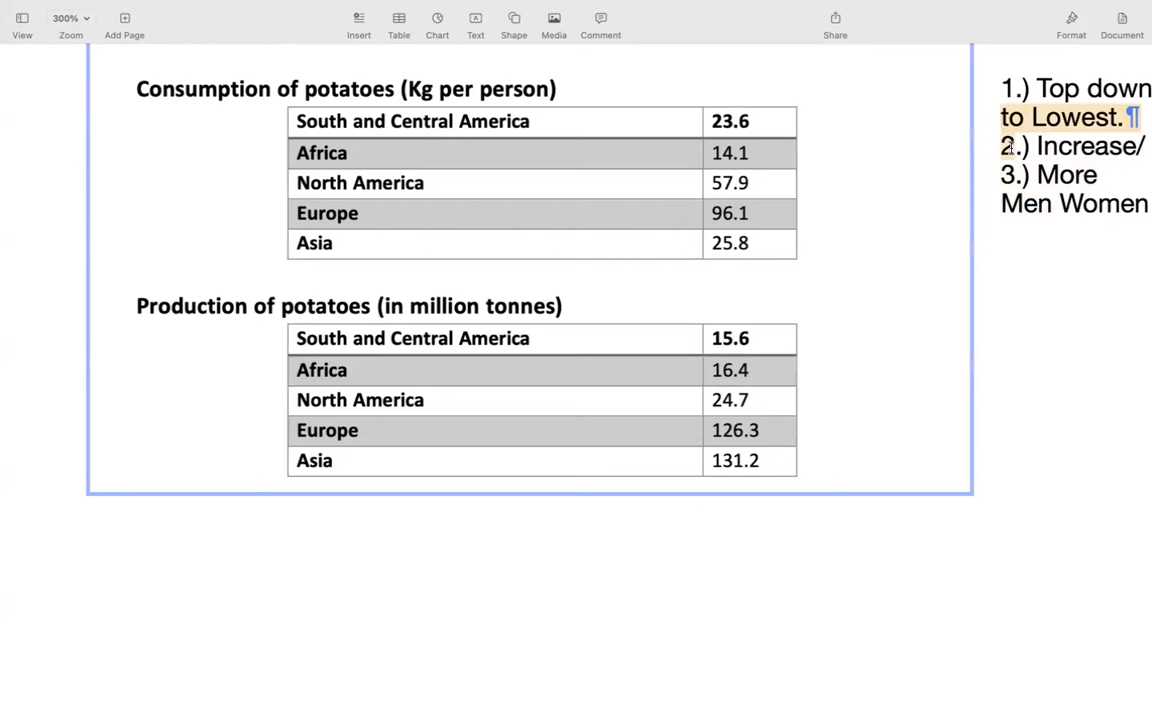 300%
View Zoom Add Page Insert Table Chart Text Shape Media Comment Share Format Document
Consumption of potatoes (Kg per person)
South and Central America 23.6
Africa 14.1
North America 57.9
Europe 96.1
Asia 25.8
Production of potatoes (in million tonnes)
South and Central America 15.6
Africa 16.4
North America 24.7
Europe 126.3
Asia 131.2
1.) Top down
to Lowest.¶
2.) Increase/
3.) More
Men Women